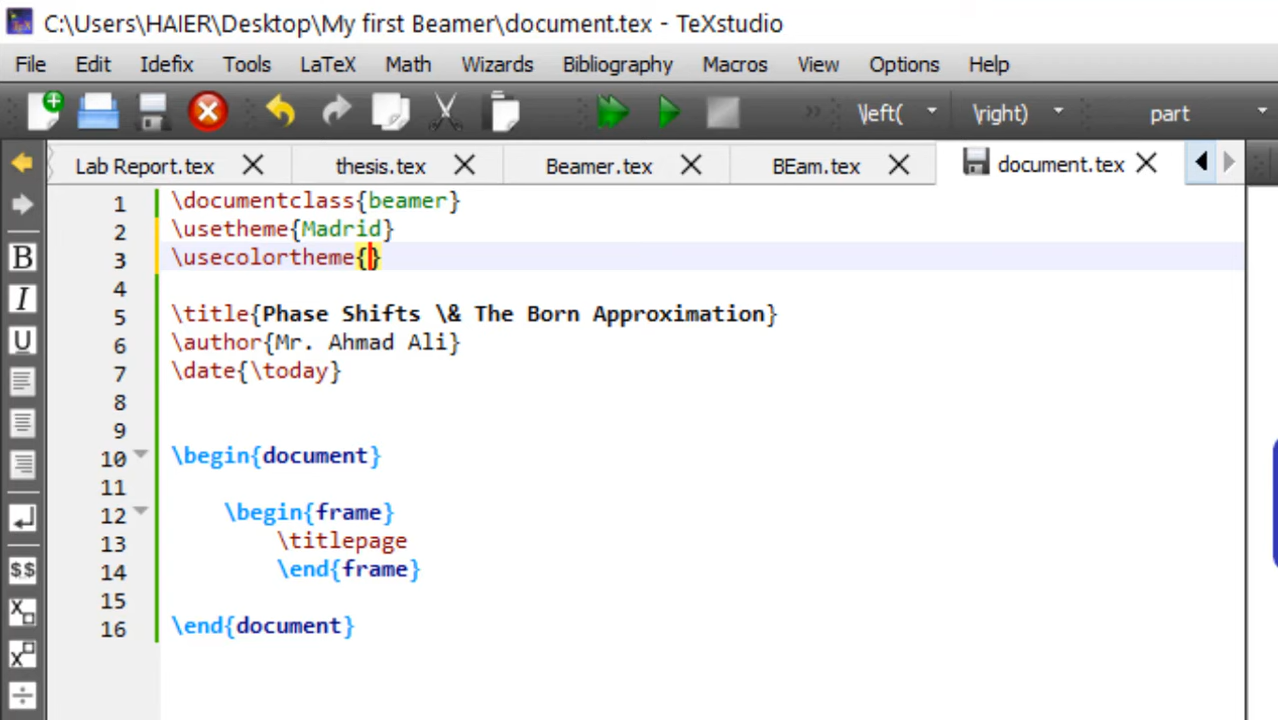 C:\Users\HAIER\Desktop\My first Beamer\document.tex - TeXstudio
File Edit Idefix Tools LaTeX Math Wizards Bibliography Macros View Options Help
\left( \right) part
Lab Report.tex thesis.tex Beamer.tex BEam.tex document.tex
1 \documentclass{beamer}
2 \usetheme{Madrid}
3 \usecolortheme{}
4
5 \title{Phase Shifts \& The Born Approximation}
6 \author{Mr. Ahmad Ali}
7 \date{\today}
8
9
10 \begin{document}
11
12 \begin{frame}
13 \titlepage
14 \end{frame}
15
16 \end{document}
B
I
U
$$
X
X